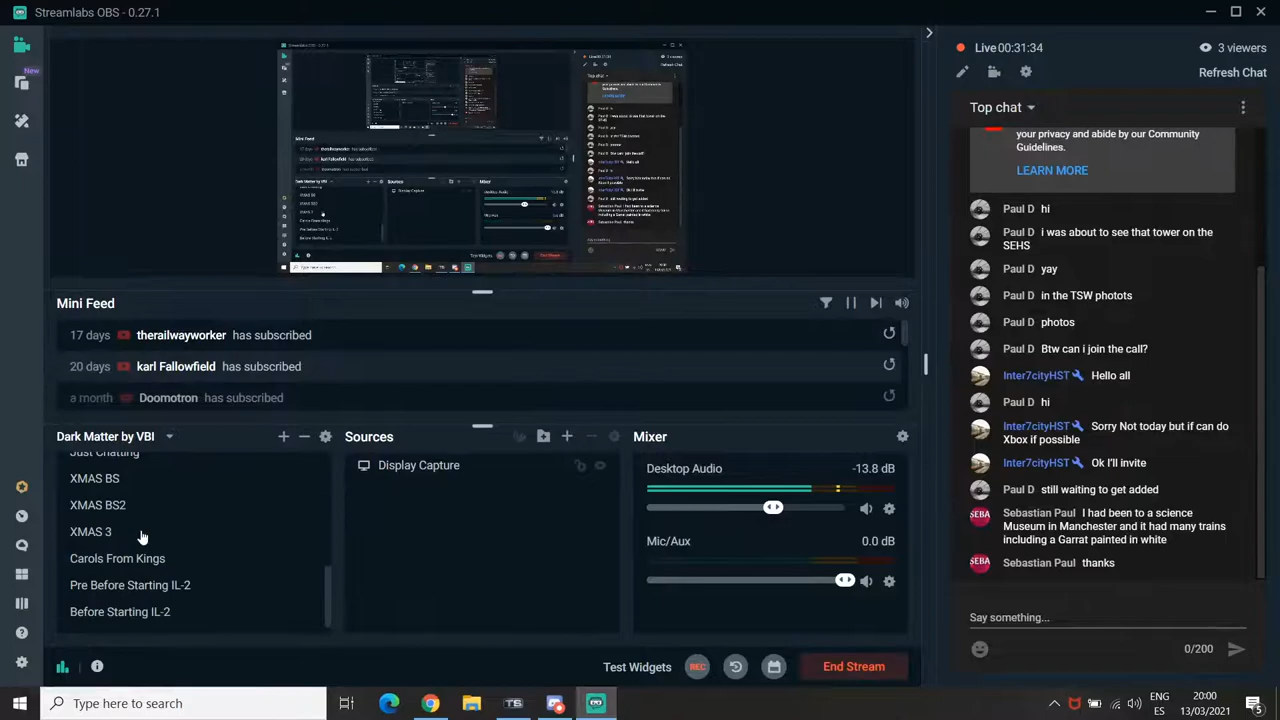 Streamlabs OBS - 0.27.1
Live 00:31:34
3 viewers
New
Refresh Chat
Top chat
your privacy and abide by our Community
Guidelines.
LEARN MORE
Paul D
Paul D i was about to see that tower on the
SEHS
Paul D yay
Paul D in the TSW photots
Paul D photos
Paul D Btw can i join the call?
Inter7cityHST Hello all
Paul D hi
Inter7cityHST Sorry Not today but if can do
Xbox if possible
Inter7cityHST Ok I'll invite
Paul D still waiting to get added
Sebastian Paul I had been to a science
Museum in Manchester and it had many trains
including a Garrat painted in white
Sebastian Paul thanks
Say something...
0/200
Mini Feed
17 days therailwayworker has subscribed
20 days karl Fallowfield has subscribed
a month Doomotron has subscribed
Dark Matter by VBI
Just Chatting
XMAS BS
XMAS BS2
XMAS 3
Carols From Kings
Pre Before Starting IL-2
Before Starting IL-2
Sources
Display Capture
Mixer
Desktop Audio -13.8 dB
Mic/Aux 0.0 dB
Test Widgets REC End Stream
Type here to search
ENG
ES
20:00
13/03/2021
5